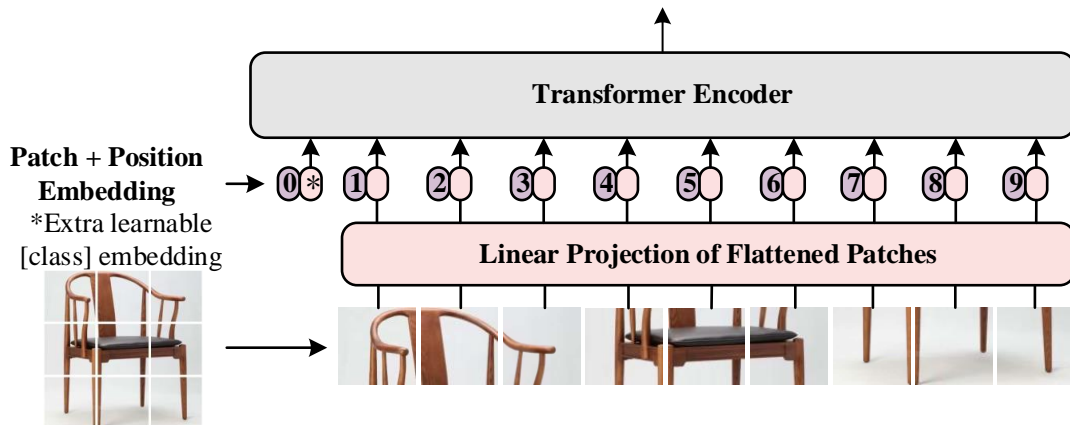 Transformer Encoder
Patch + Position
Embedding
*Extra learnable
[class] embedding
0 * 1 2 3 4 5 6 7 8 9
Linear Projection of Flattened Patches